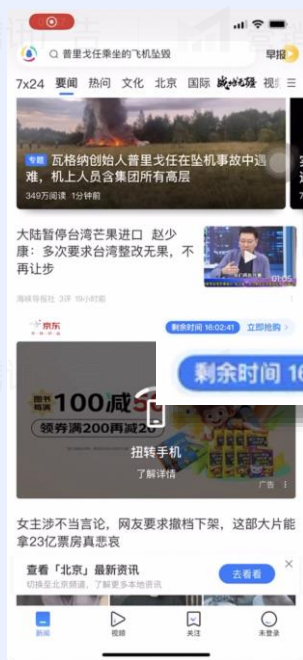 普里戈任乘坐的飞机坠毁
早报
7x24 要闻 热问 文化 北京 国际
专题 瓦格纳创始人普里戈任在坠机事故中遇
难，机上人员含集团所有高层
349万阅读 1分钟前
大陆暂停台湾芒果进口 赵少
康：多次要求台湾整改无果，不
再让步
01:05
海峡导报社 3评 19小时前
京东
剩余时间 16:02:41 立即抢购 >
剩余时间 16
图书
100减5
领券满200再减20
扭转手机
了解详情
广告
女主涉不当言论，网友要求撤档下架，这部大片能
拿23亿票房真悲哀
查看「北京」最新资讯
切换至北京频道，了解更多本地资讯
去看看
新闻 视频 关注 未登录